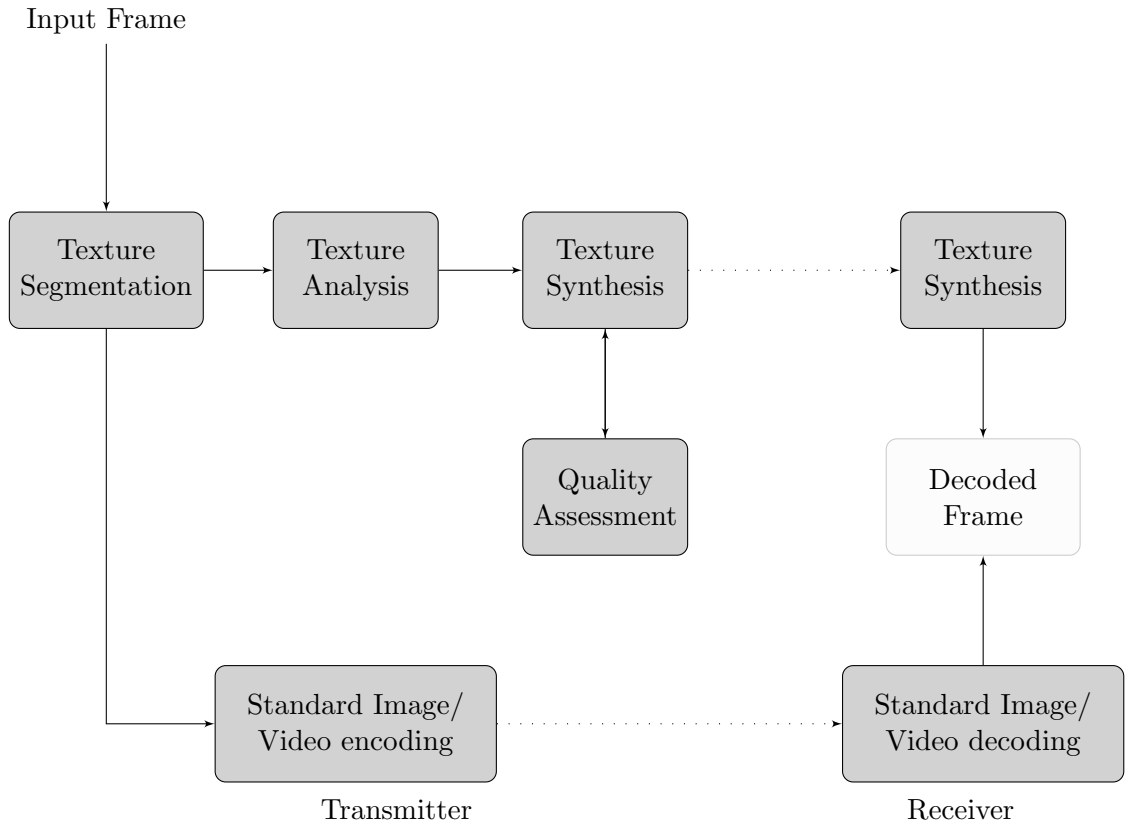 Input Frame
Texture
Segmentation
Texture
Analysis
Texture
Synthesis
Texture
Synthesis
Quality
Assessment
Decoded
Frame
Standard Image/
Video encoding
Standard Image/
Video decoding
Transmitter
Receiver